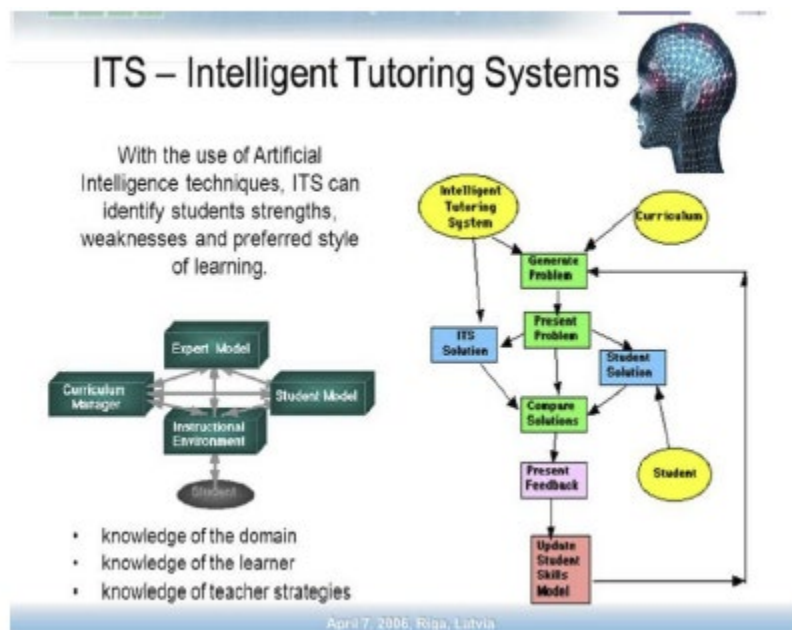 ITS – Intelligent Tutoring Systems
With the use of Artificial
Intelligence techniques, ITS can
identify students strengths,
weaknesses and preferred style
of learning.
Expert Model
Curriculum
Manager
Student Model
Instructional
Environment
Student
• knowledge of the domain
• knowledge of the learner
• knowledge of teacher strategies
Intelligent
Tutoring
System
Curriculum
Generate
Problem
Present
Problem
ITS
Solution
Student
Solution
Compare
Solutions
Present
Feedback
Student
Update
Student
Skills
Model
April 7, 2006, Riga, Latvia